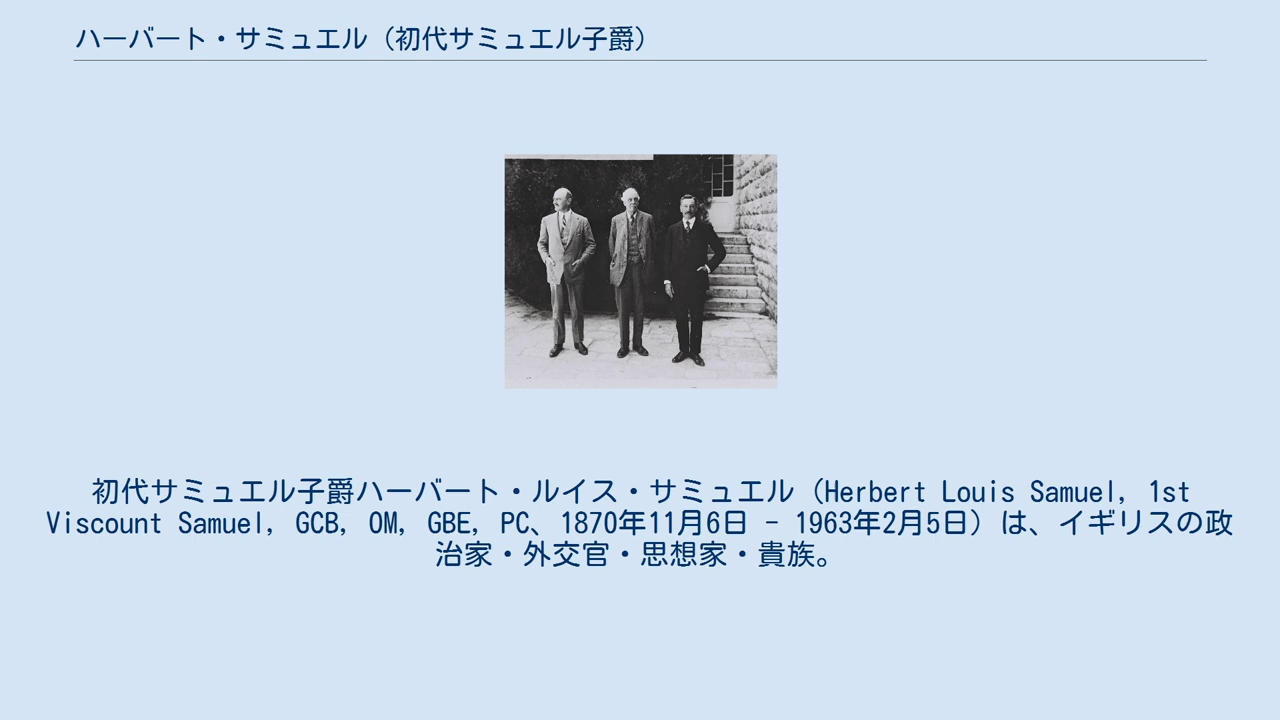 ハーバート・サミュエル（初代サミュエル子爵）
初代サミュエル子爵ハーバート・ルイス・サミュエル（Herbert Louis Samuel, 1st
Viscount Samuel, GCB, OM, GBE, PC、1870年11月6日 - 1963年2月5日）は、イギリスの政
治家・外交官・思想家・貴族。